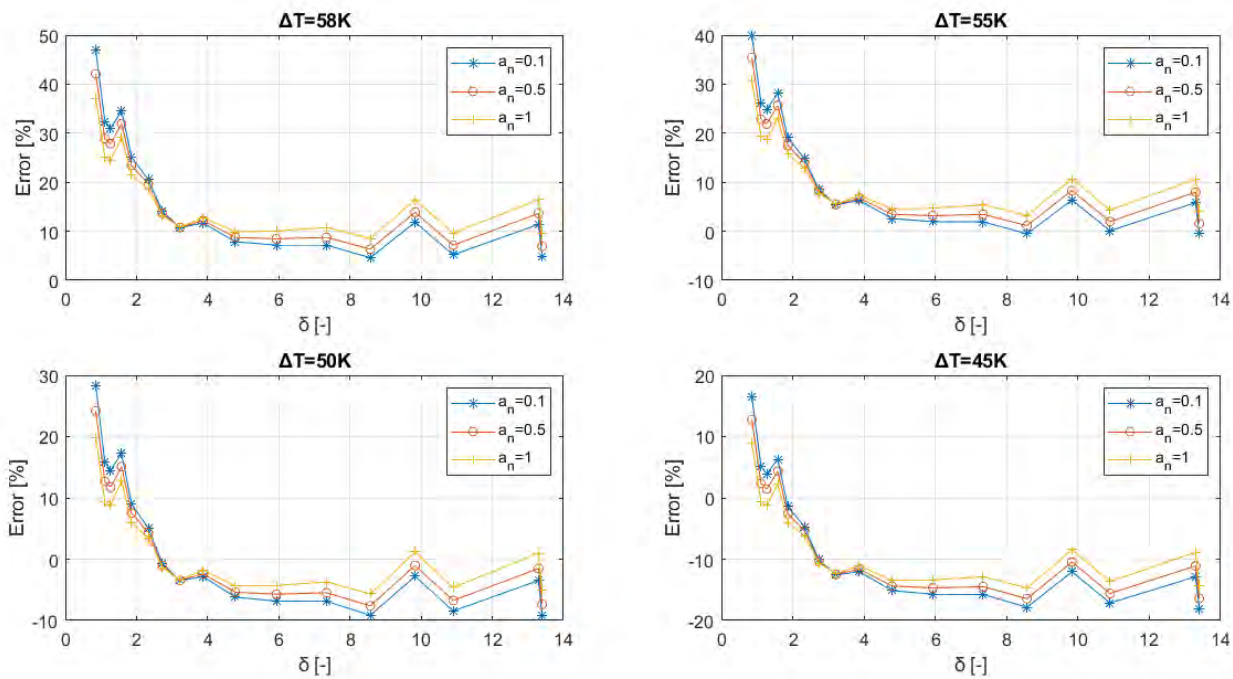 ΔT=58K
50
40
30
20
10
0
Error [%]
0 2 4 6 8 10 12 14
δ [-]
a_n=0.1
a_n=0.5
a_n=1
ΔT=55K
40
30
20
10
0
-10
Error [%]
0 2 4 6 8 10 12 14
δ [-]
a_n=0.1
a_n=0.5
a_n=1
ΔT=50K
30
20
10
0
-10
Error [%]
0 2 4 6 8 10 12 14
δ [-]
a_n=0.1
a_n=0.5
a_n=1
ΔT=45K
20
10
0
-10
-20
Error [%]
0 2 4 6 8 10 12 14
δ [-]
a_n=0.1
a_n=0.5
a_n=1